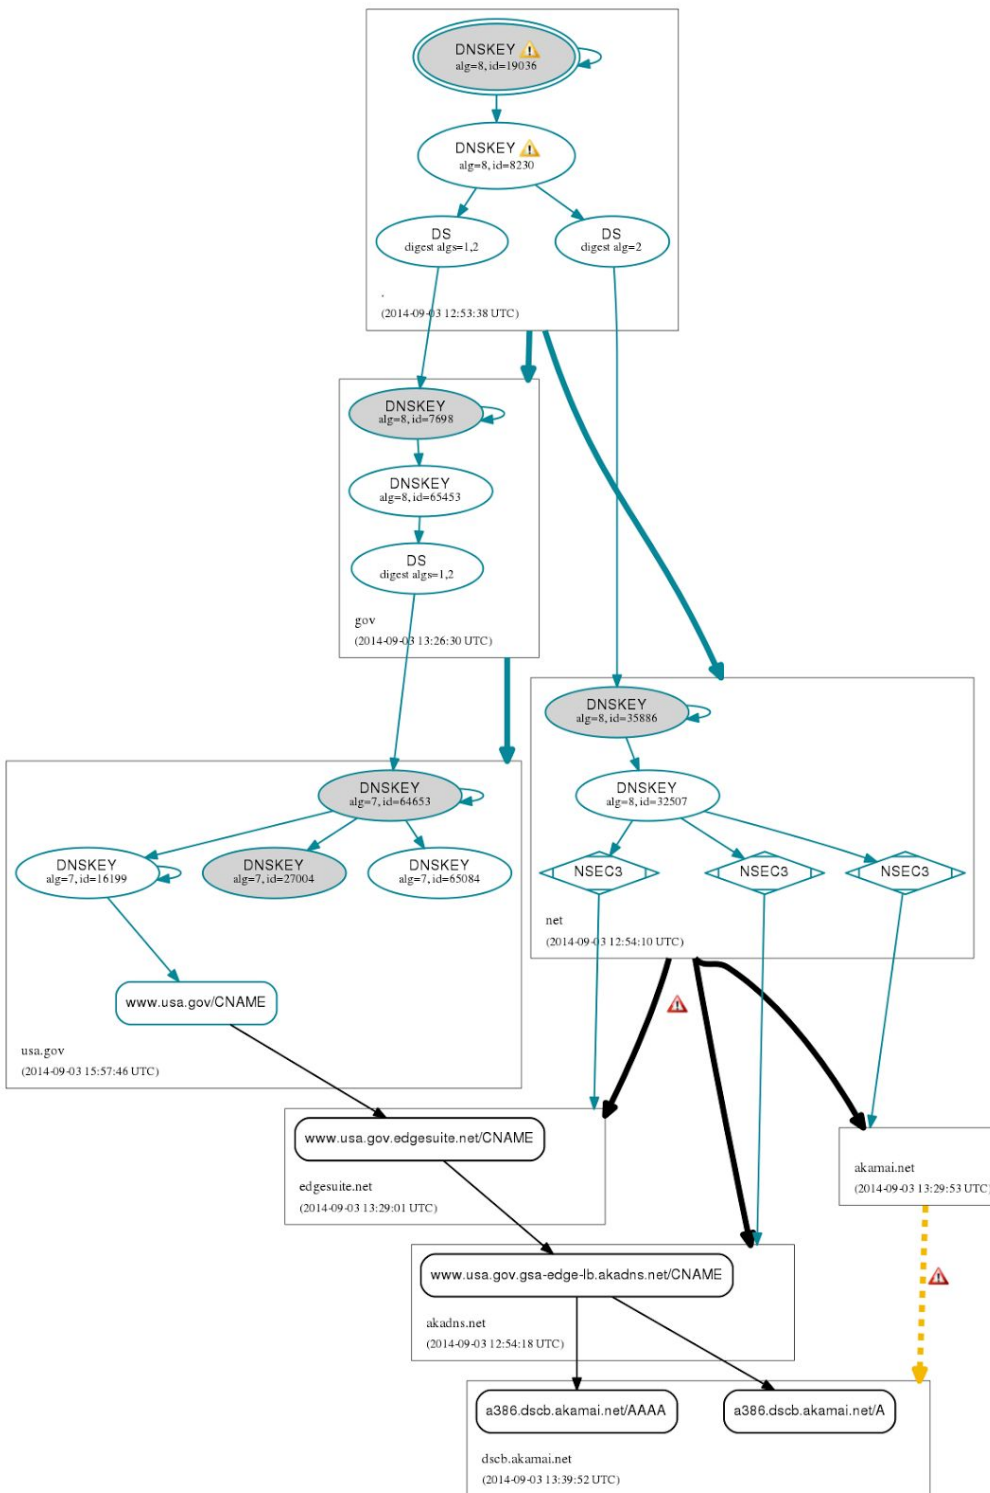 DNSKEY
alg=8, id=19036
DNSKEY
alg=8, id=8230
DS
digest algs=1,2
DS
digest alg=2
.
(2014-09-03 12:53:38 UTC)
DNSKEY
alg=8, id=7698
DNSKEY
alg=8, id=65453
DS
digest algs=1,2
gov
(2014-09-03 13:26:30 UTC)
DNSKEY
alg=8, id=35886
DNSKEY
alg=8, id=32507
NSEC3
NSEC3
NSEC3
net
(2014-09-03 12:54:10 UTC)
DNSKEY
alg=7, id=64653
DNSKEY
alg=7, id=16199
DNSKEY
alg=7, id=27004
DNSKEY
alg=7, id=65084
www.usa.gov/CNAME
usa.gov
(2014-09-03 15:57:46 UTC)
www.usa.gov.edgesuite.net/CNAME
edgesuite.net
(2014-09-03 13:29:01 UTC)
akamai.net
(2014-09-03 13:29:53 UTC)
www.usa.gov.gsa-edge-lb.akadns.net/CNAME
akadns.net
(2014-09-03 12:54:18 UTC)
a386.dscb.akamai.net/AAAA
a386.dscb.akamai.net/A
dscb.akamai.net
(2014-09-03 13:39:52 UTC)